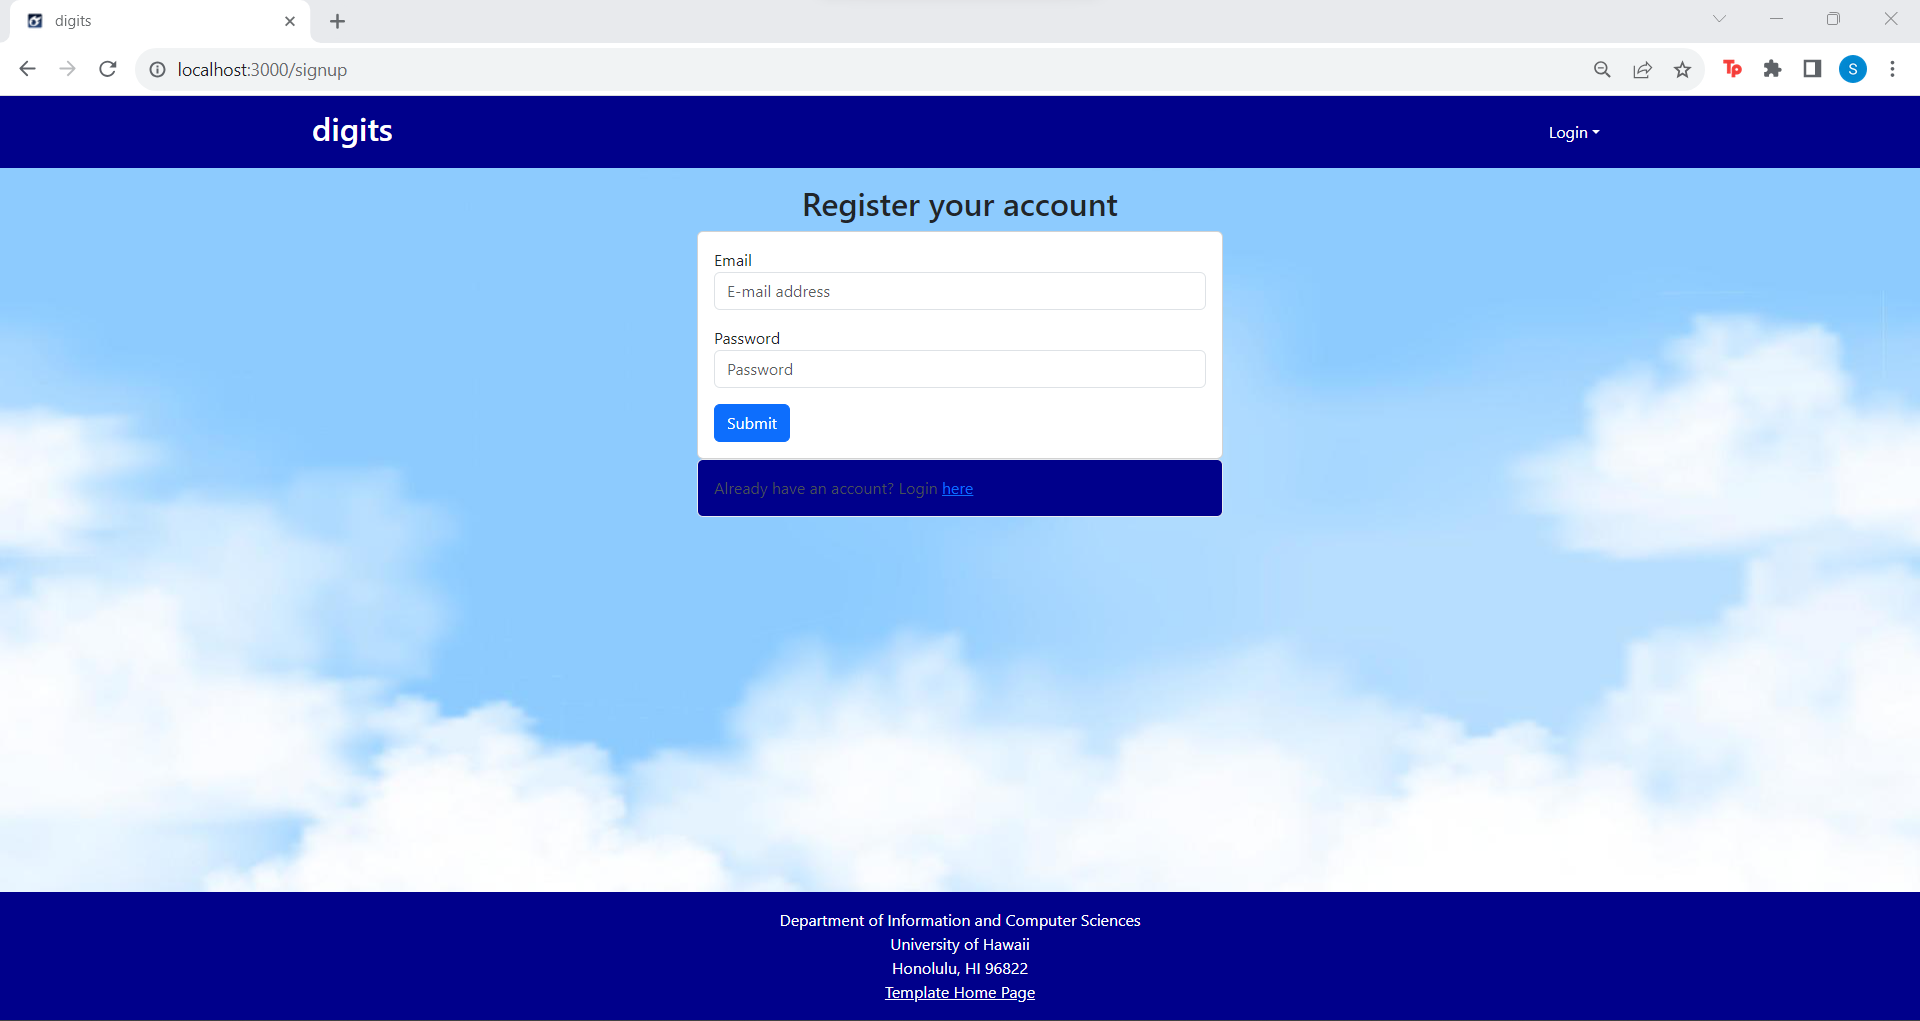 digits
localhost:3000/signup
Tp
S
digits
Login
Register your account
Email
E-mail address
Password
Password
Submit
Already have an account? Login here
Department of Information and Computer Sciences
University of Hawaii
Honolulu, HI 96822
Template Home Page